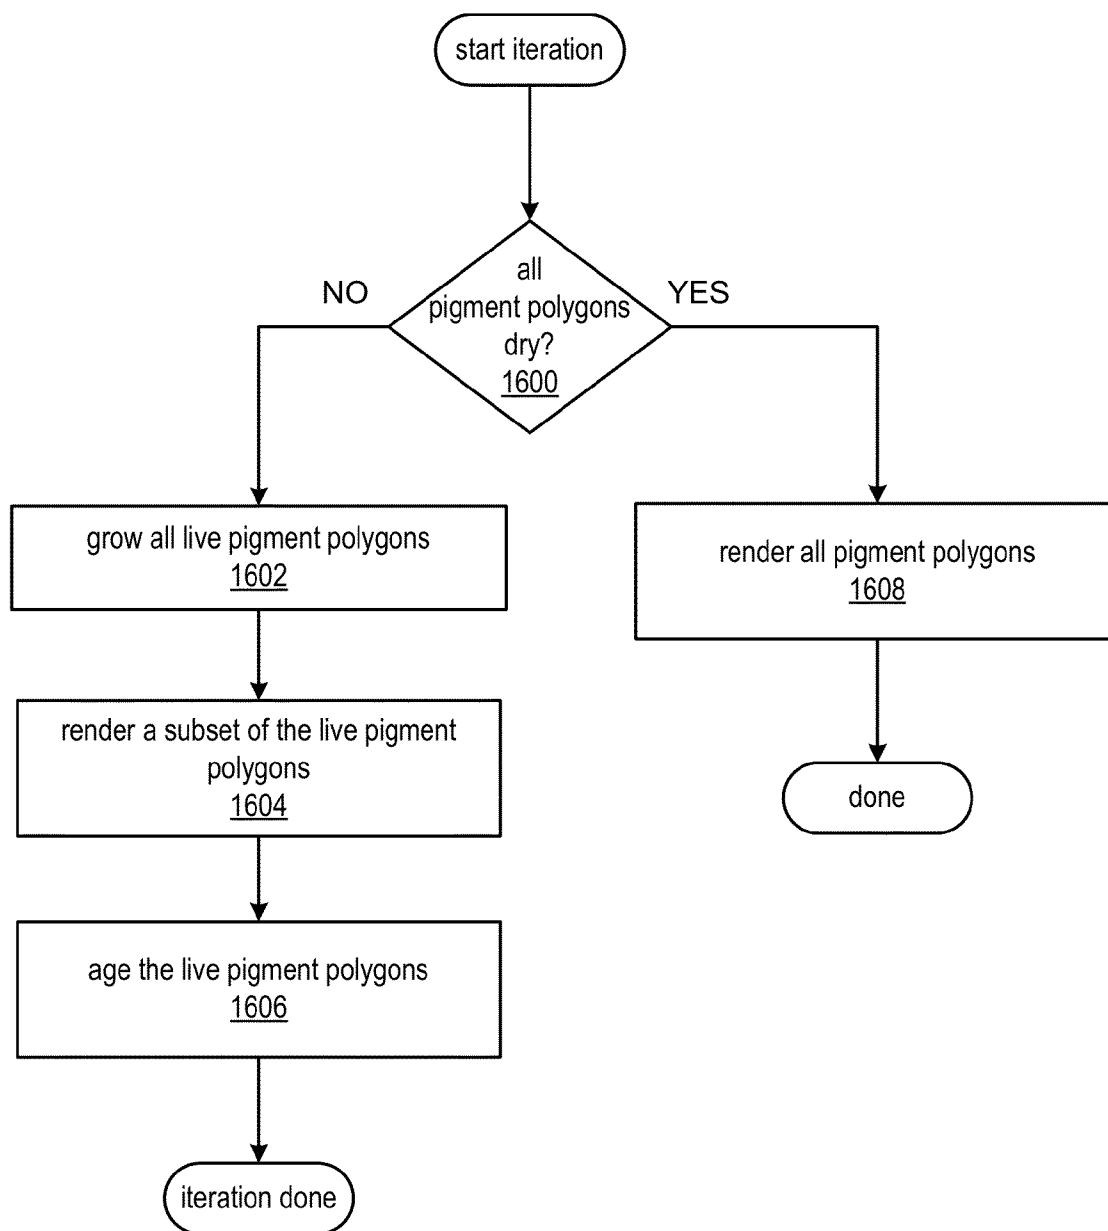 start iteration
all
pigment polygons
dry?
1600
NO
YES
grow all live pigment polygons
1602
render all pigment polygons
1608
render a subset of the live pigment
polygons
1604
done
age the live pigment polygons
1606
iteration done